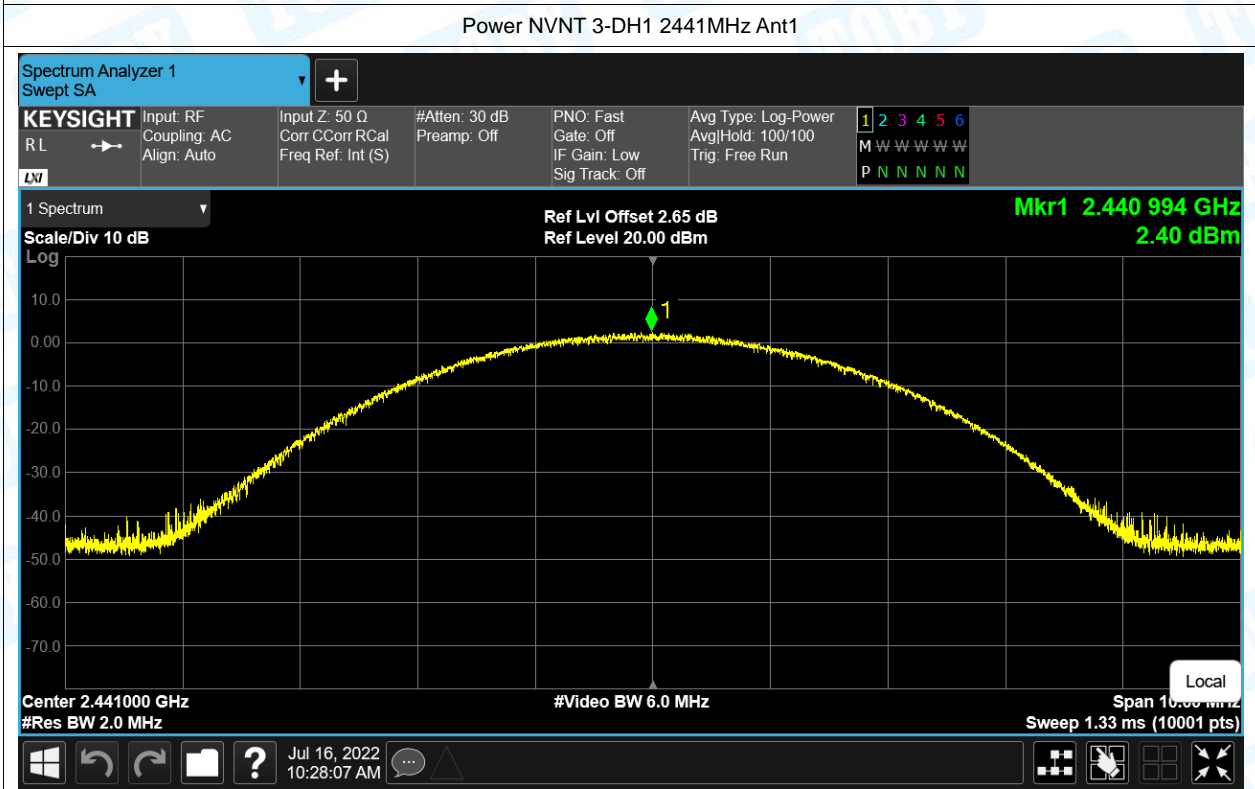 Power NVNT 3-DH1 2441MHz Ant1
Spectrum Analyzer 1
Swept SA
KEYSIGHT
RL
LXI
Input: RF
Coupling: AC
Align: Auto
Input Z: 50 Ω
Corr CCorr RCal
Freq Ref: Int (S)
#Atten: 30 dB
Preamp: Off
PNO: Fast
Gate: Off
IF Gain: Low
Sig Track: Off
Avg Type: Log-Power
Avg|Hold: 100/100
Trig: Free Run
1 2 3 4 5 6
M W W W W W
P N N N N N
1 Spectrum
Scale/Div 10 dB
Log
Ref Lvl Offset 2.65 dB
Ref Level 20.00 dBm
Mkr1 2.440 994 GHz
2.40 dBm
1
10.0
0.00
-10.0
-20.0
-30.0
-40.0
-50.0
-60.0
-70.0
Local
Center 2.441000 GHz
#Res BW 2.0 MHz
#Video BW 6.0 MHz
Span 10.00 MHz
Sweep 1.33 ms (10001 pts)
?
Jul 16, 2022
10:28:07 AM